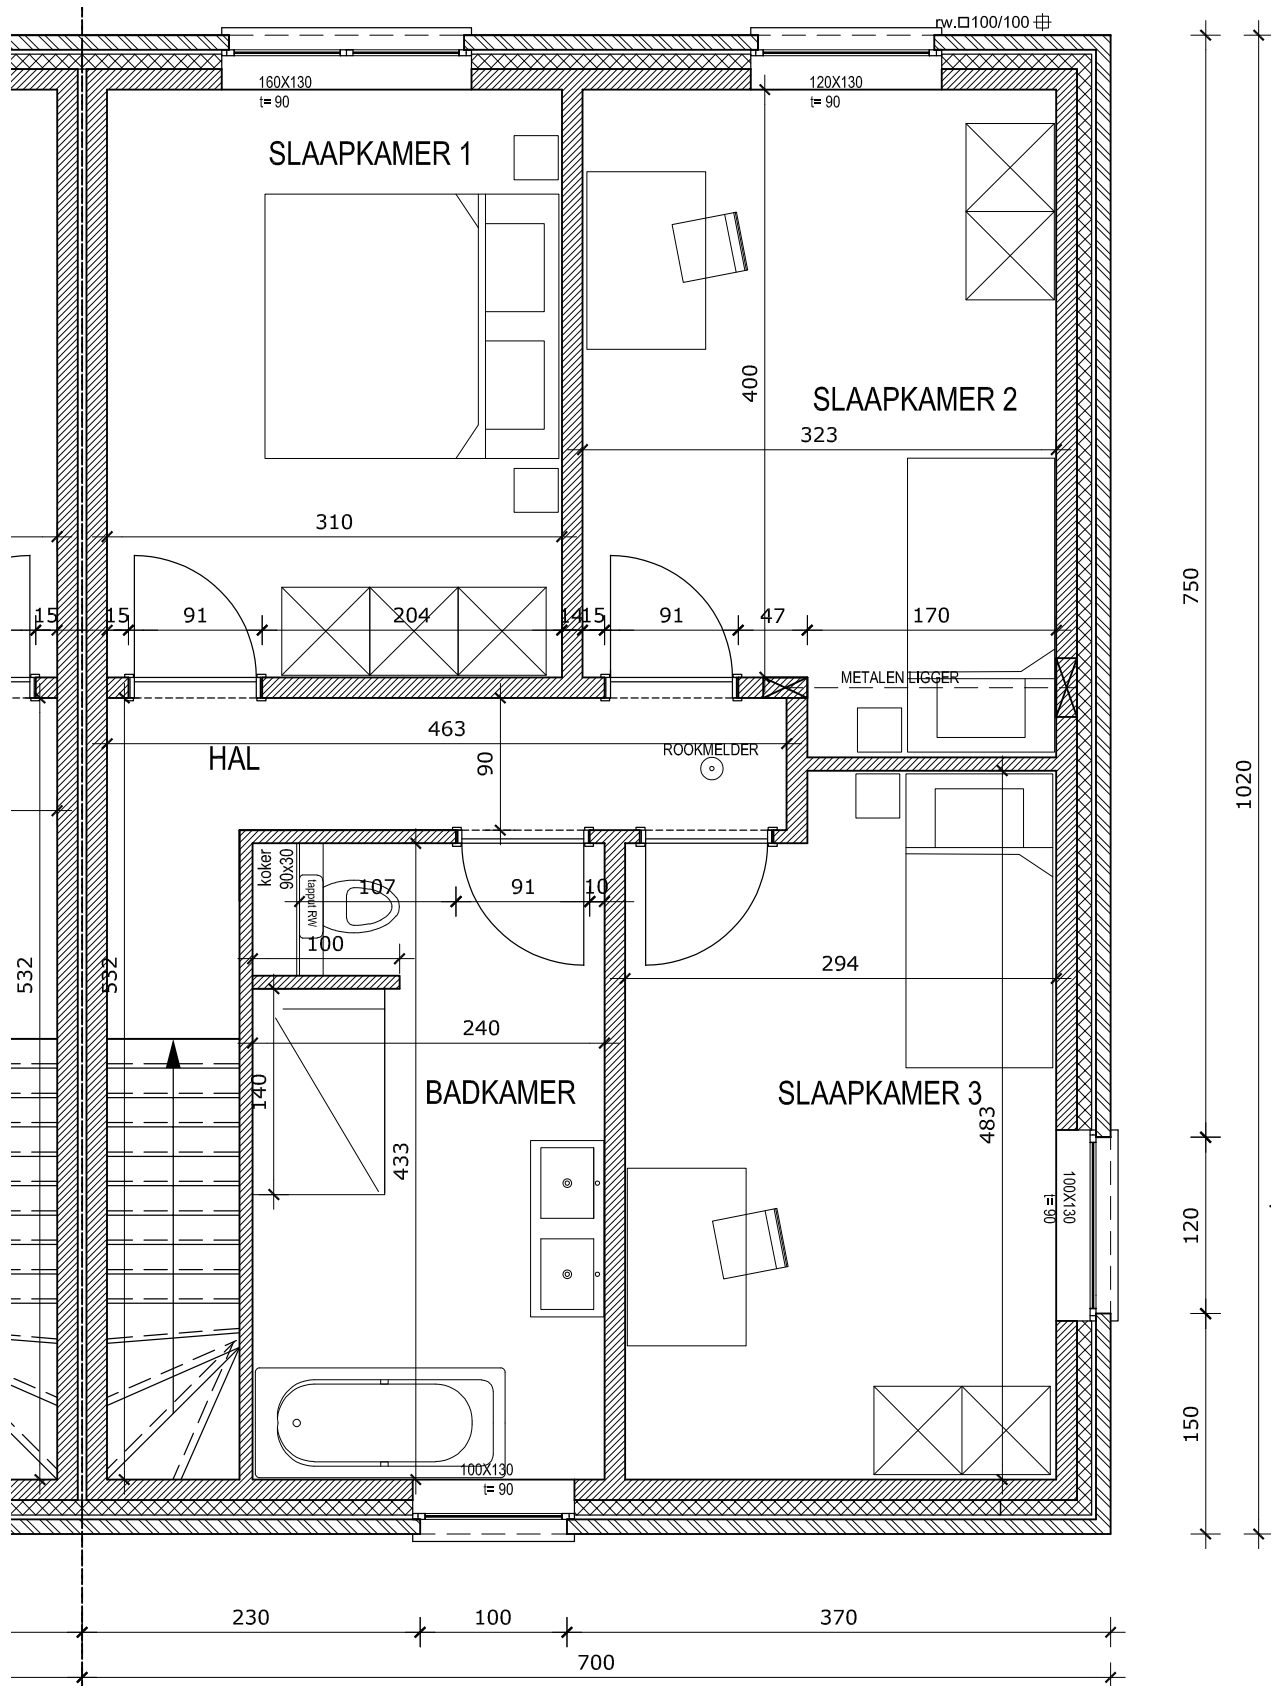 rw.□100/100
160X130
t= 90
120X130
t= 90
SLAAPKAMER 1
400
SLAAPKAMER 2
323
310
750
15
15
91
204
14
15
91
47
170
METALEN LIGGER
463
HAL
90
ROOKMELDER
1020
koker
90x30
tapput RW
107
91
10
100
532
532
294
240
140
BADKAMER
SLAAPKAMER 3
433
483
100X130
t= 90
120
150
100X130
t= 90
230
100
370
700